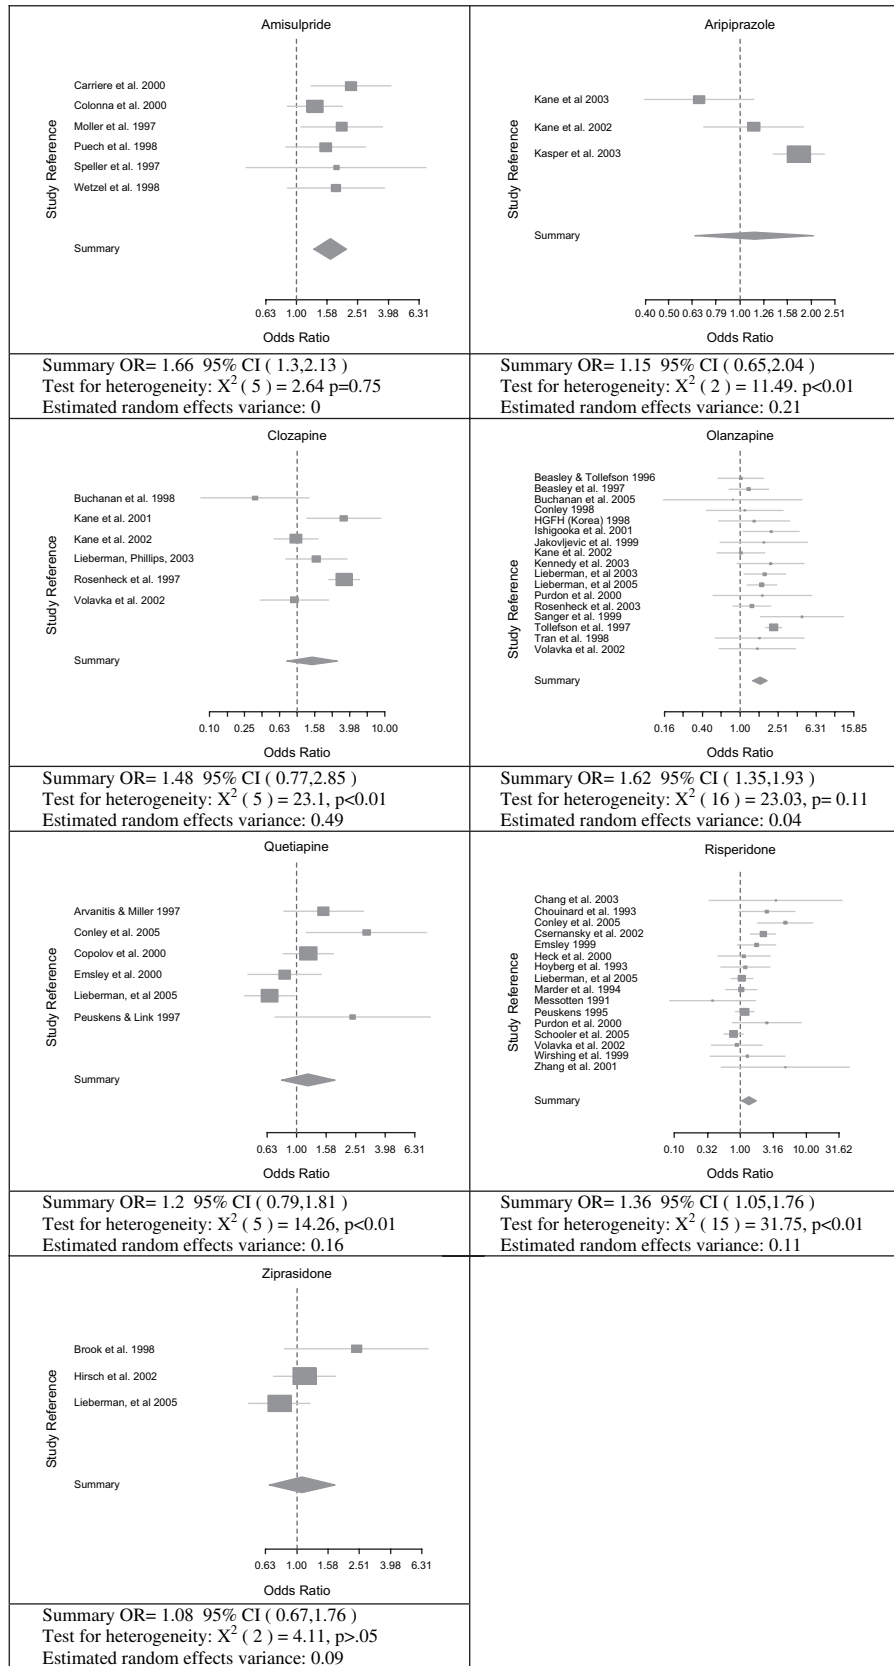 Amisulpride
Study Reference
Carriere et al. 2000
Colonna et al. 2000
Moller et al. 1997
Puech et al. 1998
Speller et al. 1997
Wetzel et al. 1998
Summary
0.63 1.00 1.58 2.51 3.98 6.31
Odds Ratio
Summary OR= 1.66 95% CI ( 1.3,2.13 )
Test for heterogeneity: X² ( 5 ) = 2.64 p=0.75
Estimated random effects variance: 0
Aripiprazole
Study Reference
Kane et al 2003
Kane et al. 2002
Kasper et al. 2003
Summary
0.40 0.50 0.63 0.79 1.00 1.26 1.58 2.00 2.51
Odds Ratio
Summary OR= 1.15 95% CI ( 0.65,2.04 )
Test for heterogeneity: X² ( 2 ) = 11.49. p<0.01
Estimated random effects variance: 0.21
Clozapine
Study Reference
Buchanan et al. 1998
Kane et al. 2001
Kane et al. 2002
Lieberman, Phillips, 2003
Rosenheck et al. 1997
Volavka et al. 2002
Summary
0.10 0.25 0.63 1.58 3.98 10.00
Odds Ratio
Summary OR= 1.48 95% CI ( 0.77,2.85 )
Test for heterogeneity: X² ( 5 ) = 23.1, p<0.01
Estimated random effects variance: 0.49
Olanzapine
Study Reference
Beasley & Tollefson 1996
Beasley et al. 1997
Buchanan et al. 2005
Conley 1998
HGFH (Korea) 1998
Ishigooka et al. 2001
Jakovljevic et al. 1999
Kane et al. 2002
Kennedy et al. 2003
Lieberman, et al 2003
Lieberman, et al 2005
Purdon et al. 2000
Rosenheck et al. 2003
Sanger et al. 1999
Tollefson et al. 1997
Tran et al. 1998
Volavka et al. 2002
Summary
0.16 0.40 1.00 2.51 6.31 15.85
Odds Ratio
Summary OR= 1.62 95% CI ( 1.35,1.93 )
Test for heterogeneity: X² ( 16 ) = 23.03, p= 0.11
Estimated random effects variance: 0.04
Quetiapine
Study Reference
Arvanitis & Miller 1997
Conley et al. 2005
Copolov et al. 2000
Emsley et al. 2000
Lieberman, et al 2005
Peuskens & Link 1997
Summary
0.63 1.00 1.58 2.51 3.98 6.31
Odds Ratio
Summary OR= 1.2 95% CI ( 0.79,1.81 )
Test for heterogeneity: X² ( 5 ) = 14.26, p<0.01
Estimated random effects variance: 0.16
Risperidone
Study Reference
Chang et al. 2003
Chouinard et al. 1993
Conley et al. 2005
Csernansky et al. 2002
Emsley 1999
Heck et al. 2000
Hoyberg et al. 1993
Lieberman, et al 2005
Marder et al. 1994
Messotten 1991
Peuskens 1995
Purdon et al. 2000
Schooler et al. 2005
Volavka et al. 2002
Wirshing et al. 1999
Zhang et al. 2001
Summary
0.10 0.32 1.00 3.16 10.00 31.62
Odds Ratio
Summary OR= 1.36 95% CI ( 1.05,1.76 )
Test for heterogeneity: X² ( 15 ) = 31.75, p<0.01
Estimated random effects variance: 0.11
Ziprasidone
Study Reference
Brook et al. 1998
Hirsch et al. 2002
Lieberman, et al 2005
Summary
0.63 1.00 1.58 2.51 3.98 6.31
Odds Ratio
Summary OR= 1.08 95% CI ( 0.67,1.76 )
Test for heterogeneity: X² ( 2 ) = 4.11, p>.05
Estimated random effects variance: 0.09